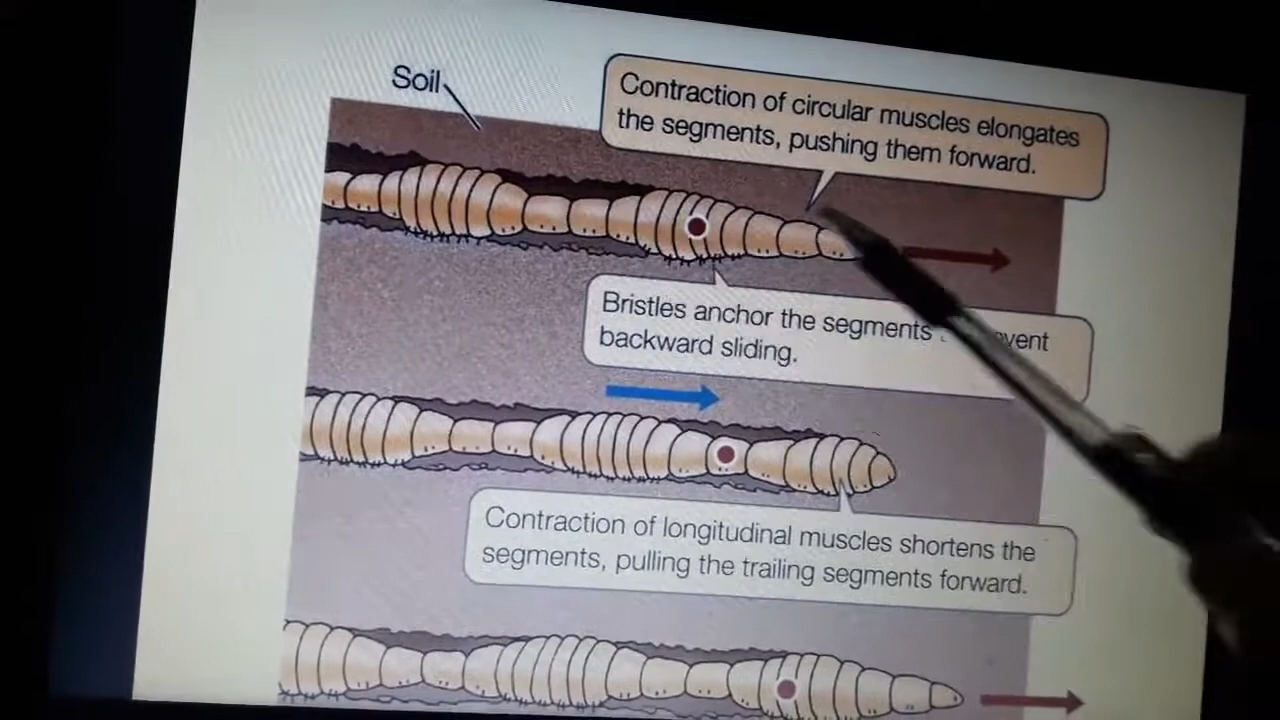 Soil
Contraction of circular muscles elongates
the segments, pushing them forward.
Bristles anchor the segments
backward sliding.
Contraction of longitudinal muscles shortens the
segments, pulling the trailing segments forward.